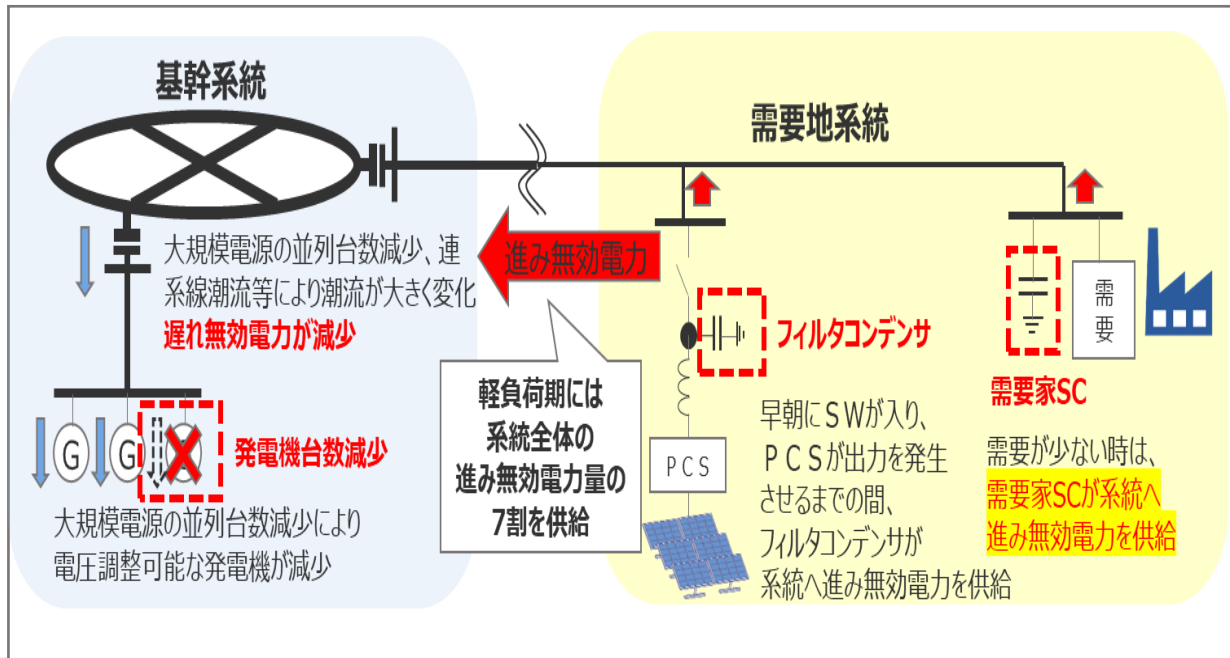 基幹系統
大規模電源の並列台数減少、連
系線潮流等により潮流が大きく変化
遅れ無効電力が減少
G
G
発電機台数減少
大規模電源の並列台数減少により
電圧調整可能な発電機が減少
進み無効電力
軽負荷期には
系統全体の
進み無効電力量の
7割を供給
需要地系統
フィルタコンデンサ
PCS
早朝にSWが入り、
PCSが出力を発生
させるまでの間、
フィルタコンデンサが
系統へ進み無効電力を供給
需
要
需要家SC
需要が少ない時は、
需要家SCが系統へ
進み無効電力を供給